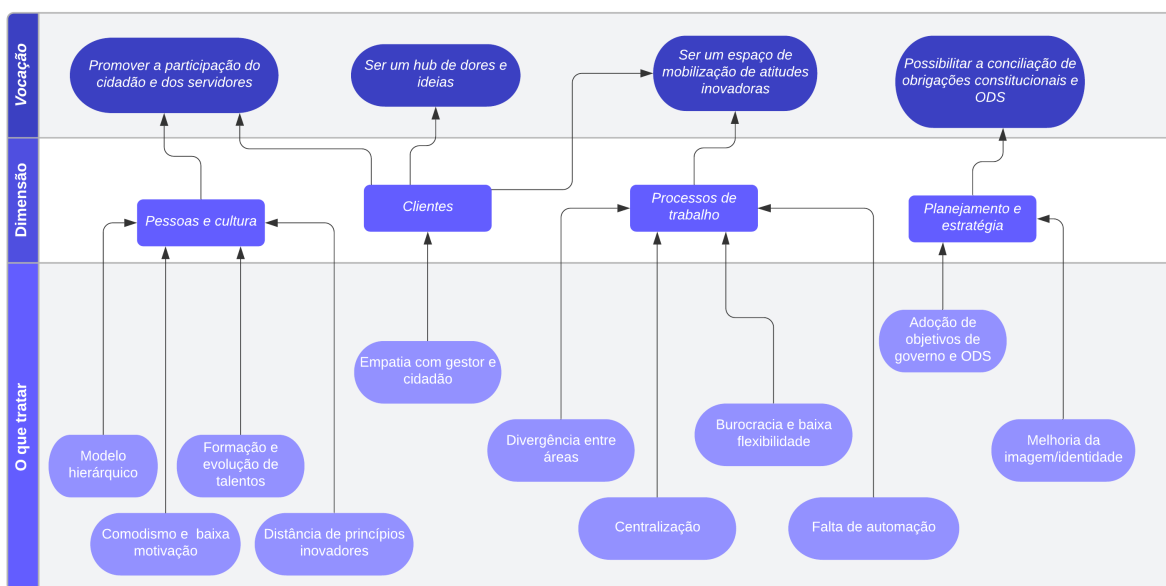 Vocação
Promover a participação do
cidadão e dos servidores
Ser um hub de dores e
ideias
Ser um espaço de
mobilização de atitudes
inovadoras
Possibilitar a conciliação de
obrigações constitucionais e
ODS
Dimensão
Pessoas e cultura
Clientes
Processos de
trabalho
Planejamento e
estratégia
O que tratar
Adoção de
objetivos de
governo e ODS
Empatia com gestor e
cidadão
Modelo
hierárquico
Formação e
evolução de
talentos
Divergência entre
áreas
Burocracia e baixa
flexibilidade
Melhoria da
imagem/identidade
Comodismo e  baixa
motivação
Distância de princípios
inovadores
Centralização
Falta de automação